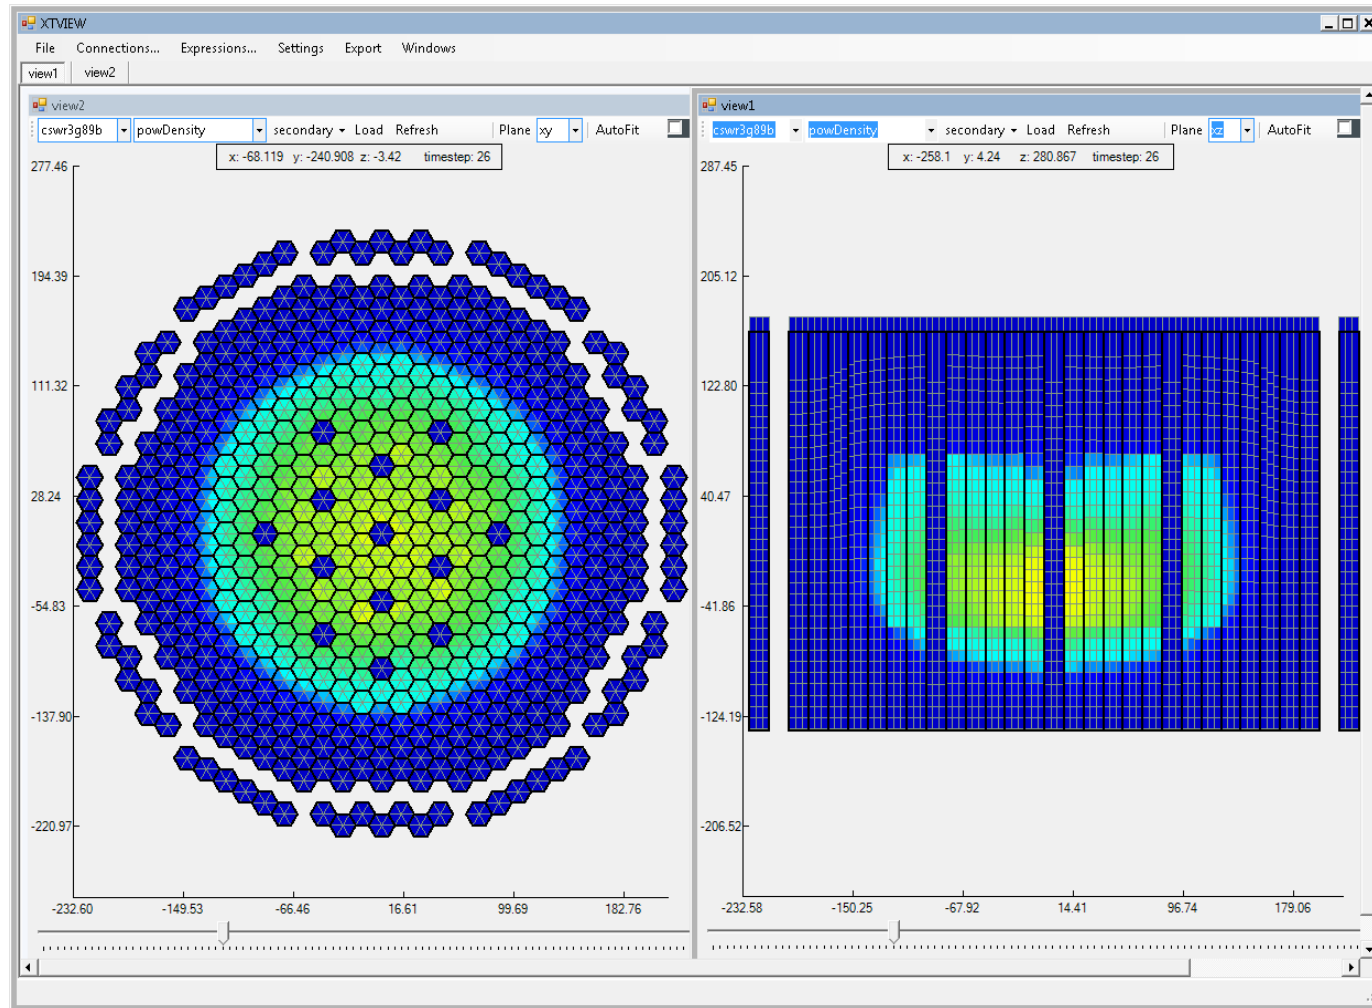 XTVIEW
File Connections... Expressions... Settings Export Windows
view1 view2
view2
cswr3g89b powDensity secondary Load Refresh Plane xy AutoFit
x: -68.119 y: -240.908 z: -3.42 timestep: 26
277.46
194.39
111.32
28.24
-54.83
-137.90
-220.97
-232.60 -149.53 -66.46 16.61 99.69 182.76
view1
cswr3g89b powDensity secondary Load Refresh Plane xz AutoFit
x: -258.1 y: 4.24 z: 280.867 timestep: 26
287.45
205.12
122.80
40.47
-41.86
-124.19
-206.52
-232.58 -150.25 -67.92 14.41 96.74 179.06